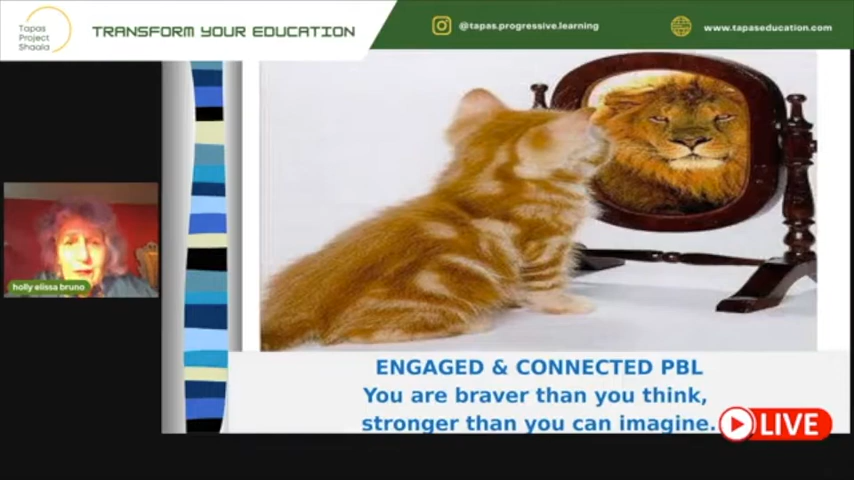 Tapas
Project
Shaala
TRANSFORM YOUR EDUCATION
@tapas.progressive.learning
www.tapaseducation.com
holly elissa bruno
ENGAGED & CONNECTED PBL
You are braver than you think,
stronger than you can imagine.
LIVE